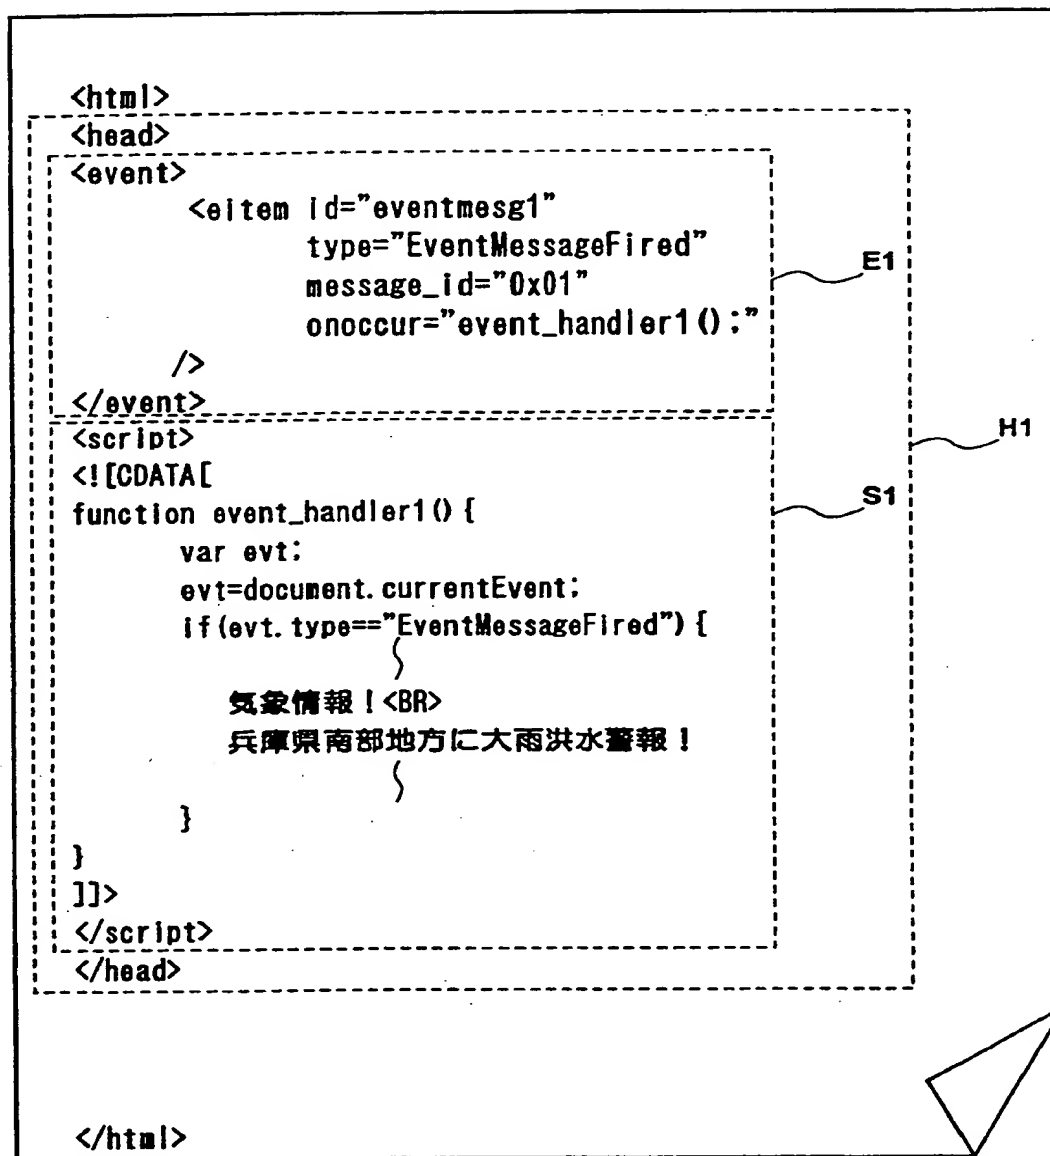 <html>
<head>
<event>
<eitem id="eventmesg1"
type="EventMessageFired"
message_id="0x01"
onoccur="event_handler1();"
/>
</event>
E1
<script>
<![CDATA[
function event_handler1(){
var evt;
evt=document.currentEvent;
if(evt.type=="EventMessageFired"){
気象情報！<BR>
兵庫県南部地方に大雨洪水警報！
}
}
]]>
</script>
</head>
H1
S1
</html>